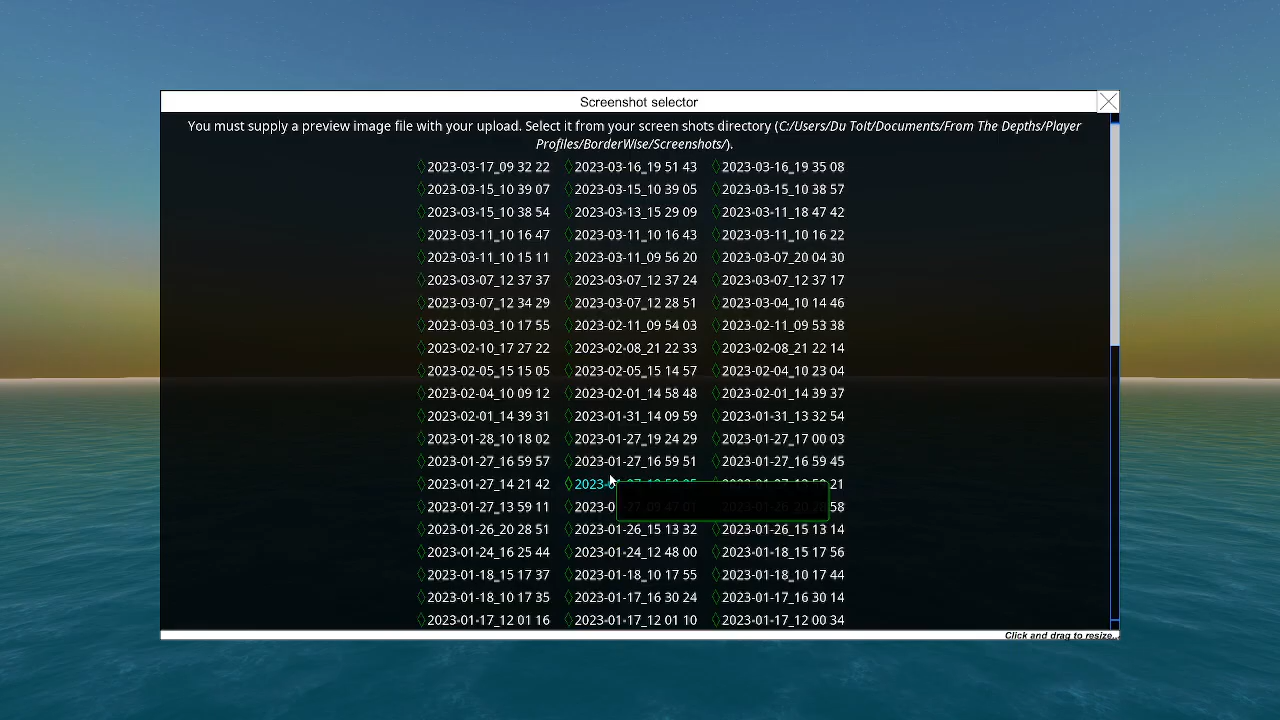 Screenshot selector
You must supply a preview image file with your upload. Select it from your screen shots directory (C:/Users/Du Toit/Documents/From The Depths/Player
Profiles/BorderWise/Screenshots/).
2023-03-17_09 32 22 2023-03-16_19 51 43 2023-03-16_19 35 08
2023-03-15_10 39 07 2023-03-15_10 39 05 2023-03-15_10 38 57
2023-03-15_10 38 54 2023-03-13_15 29 09 2023-03-11_18 47 42
2023-03-11_10 16 47 2023-03-11_10 16 43 2023-03-11_10 16 22
2023-03-11_10 15 11 2023-03-11_09 56 20 2023-03-07_20 04 30
2023-03-07_12 37 37 2023-03-07_12 37 24 2023-03-07_12 37 17
2023-03-07_12 34 29 2023-03-07_12 28 51 2023-03-04_10 14 46
2023-03-03_10 17 55 2023-02-11_09 54 03 2023-02-11_09 53 38
2023-02-10_17 27 22 2023-02-08_21 22 33 2023-02-08_21 22 14
2023-02-05_15 15 05 2023-02-05_15 14 57 2023-02-04_10 23 04
2023-02-04_10 09 12 2023-02-01_14 58 48 2023-02-01_14 39 37
2023-02-01_14 39 31 2023-01-31_14 09 59 2023-01-31_13 32 54
2023-01-28_10 18 02 2023-01-27_19 24 29 2023-01-27_17 00 03
2023-01-27_16 59 57 2023-01-27_16 59 51 2023-01-27_16 59 45
2023-01-27_14 21 42 21
2023-01-27_13 59 11 2023-01-27_09 47 01 58
2023-01-26_20 28 51 2023-01-26_15 13 32 2023-01-26_15 13 14
2023-01-24_16 25 44 2023-01-24_12 48 00 2023-01-18_15 17 56
2023-01-18_15 17 37 2023-01-18_10 17 55 2023-01-18_10 17 44
2023-01-18_10 17 35 2023-01-17_16 30 24 2023-01-17_16 30 14
2023-01-17_12 01 16 2023-01-17_12 01 10 2023-01-17_12 00 34
Click and drag to resize...